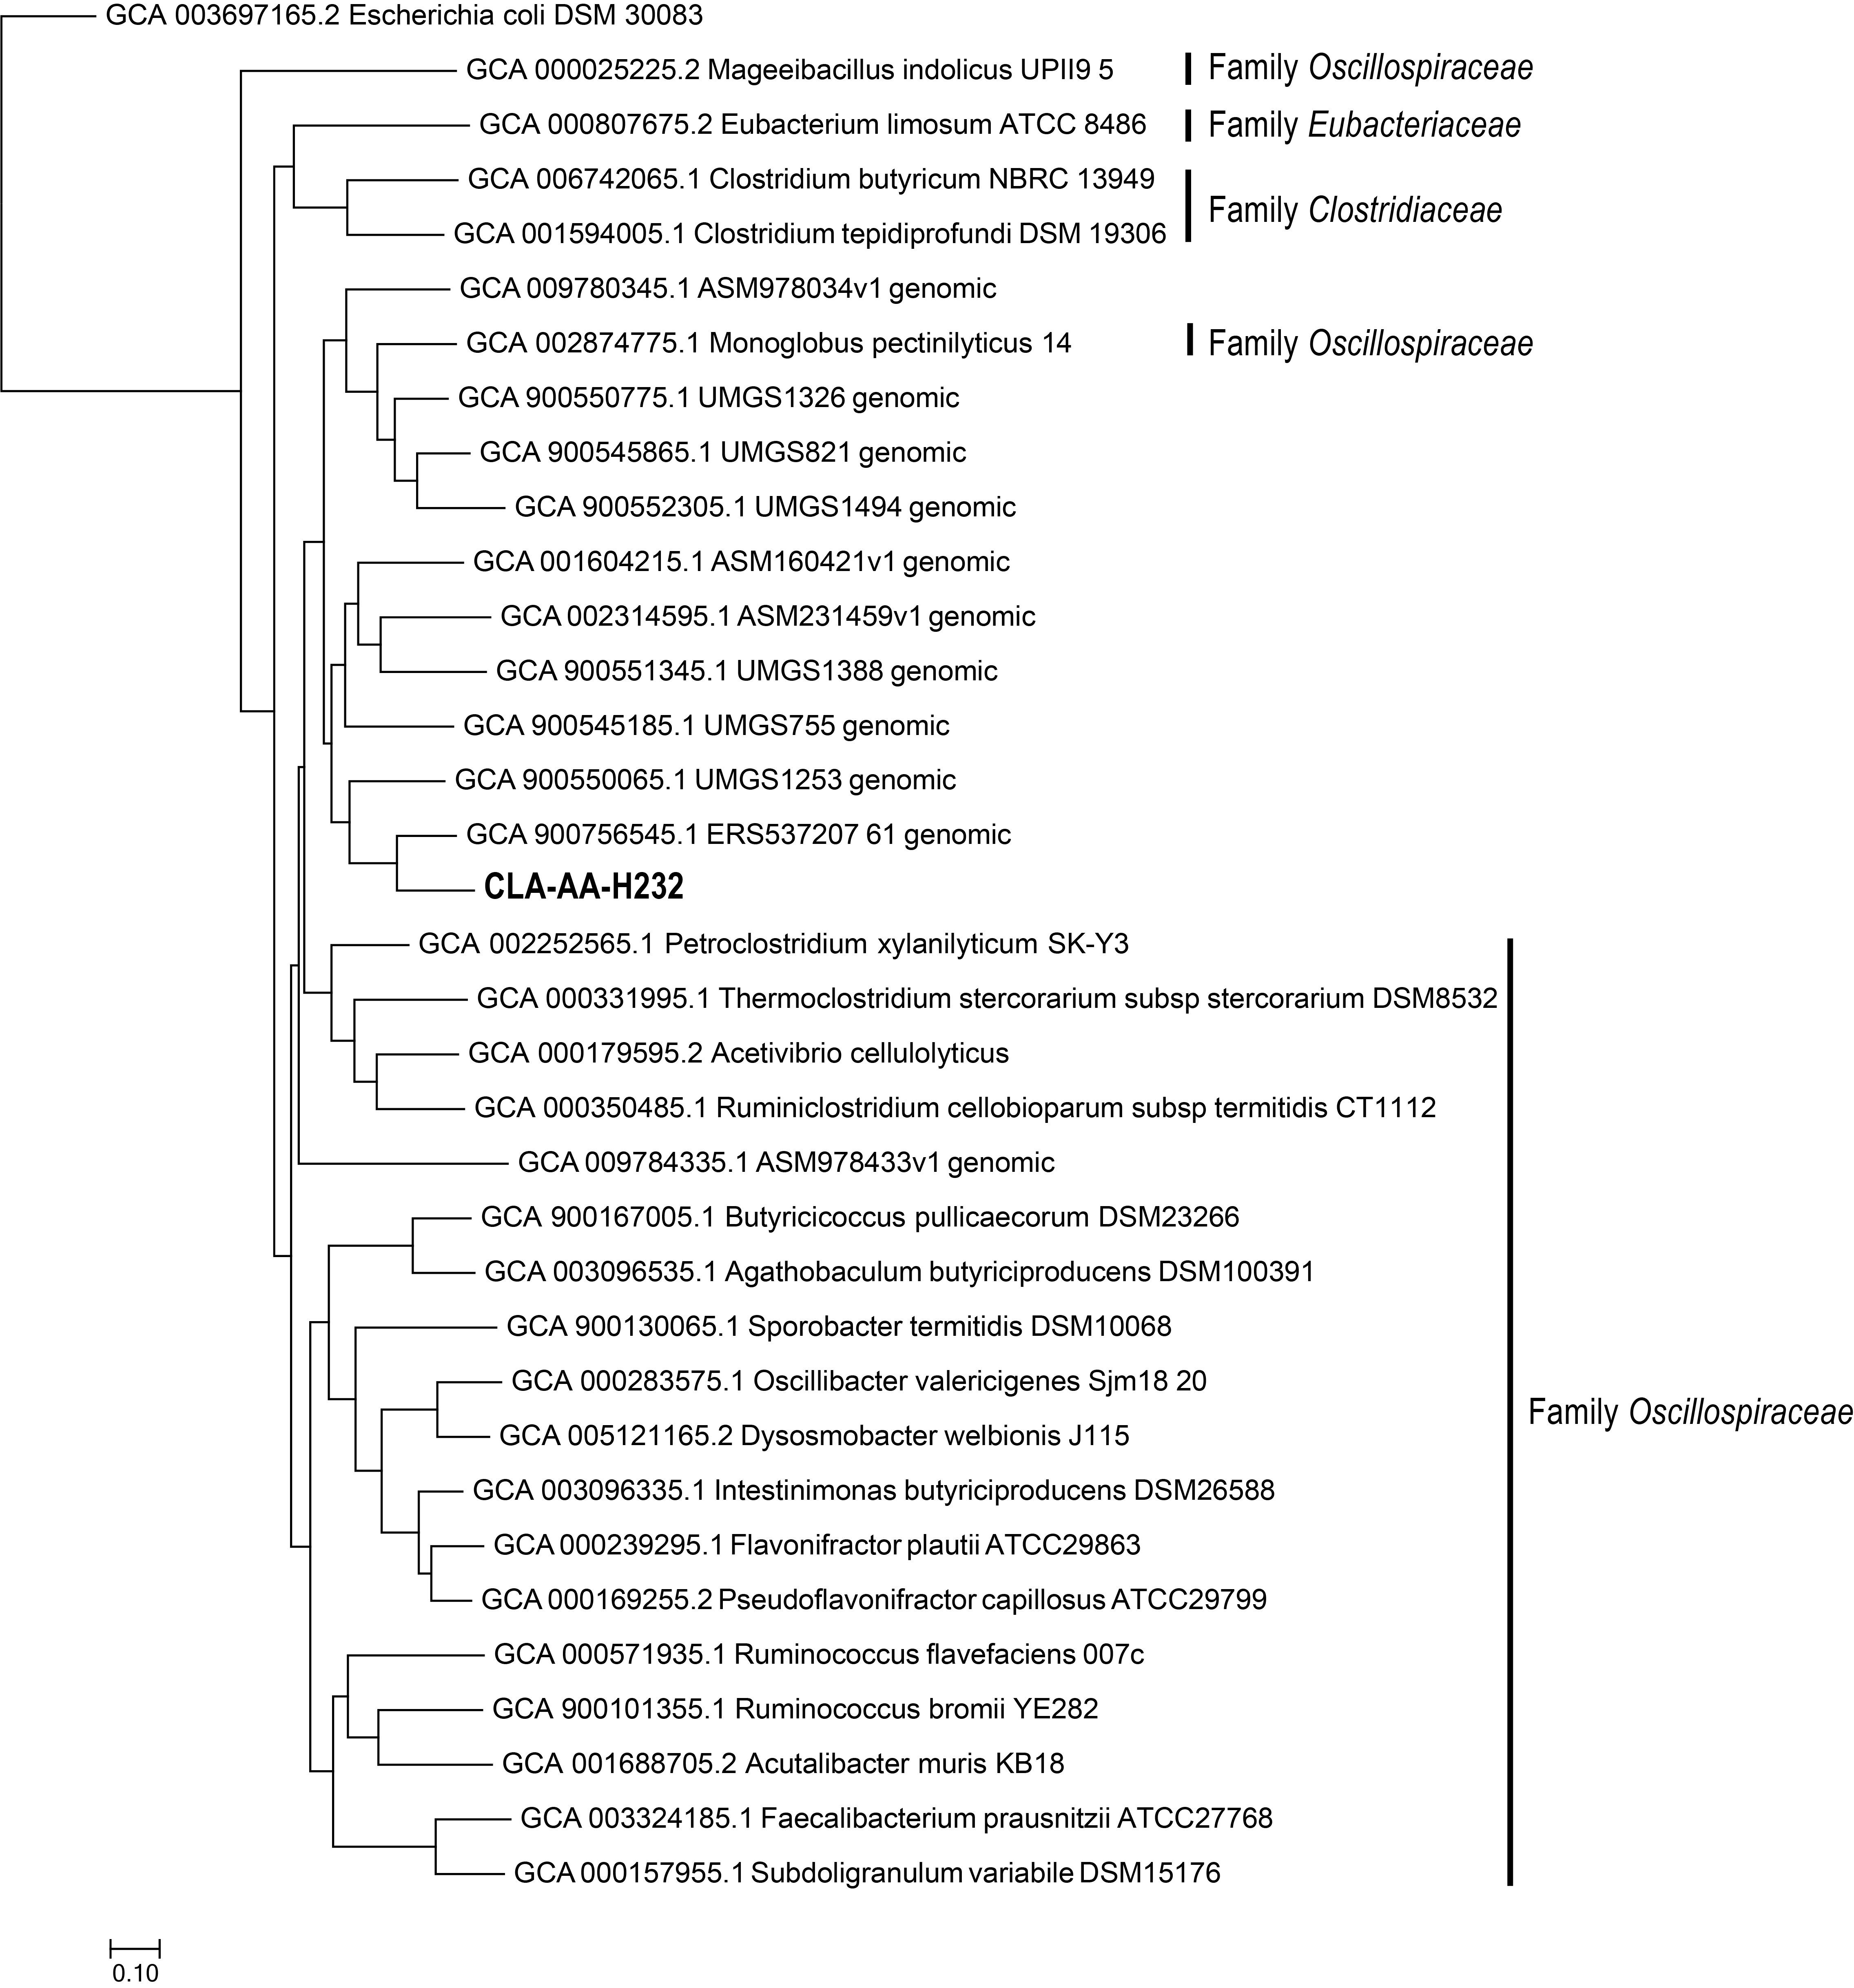 GCA 003697165.2 Escherichia coli DSM 30083
GCA 000025225.2 Mageeibacillus indolicus UPII9 5
Family Oscillospiraceae
GCA 000807675.2 Eubacterium limosum ATCC 8486
Family Eubacteriaceae
GCA 006742065.1 Clostridium butyricum NBRC 13949
Family Clostridiaceae
GCA 001594005.1 Clostridium tepidiprofundi DSM 19306
GCA 009780345.1 ASM978034v1 genomic
GCA 002874775.1 Monoglobus pectinilyticus 14
Family Oscillospiraceae
GCA 900550775.1 UMGS1326 genomic
GCA 900545865.1 UMGS821 genomic
GCA 900552305.1 UMGS1494 genomic
GCA 001604215.1 ASM160421v1 genomic
GCA 002314595.1 ASM231459v1 genomic
GCA 900551345.1 UMGS1388 genomic
GCA 900545185.1 UMGS755 genomic
GCA 900550065.1 UMGS1253 genomic
GCA 900756545.1 ERS537207 61 genomic
CLA-AA-H232
GCA 002252565.1 Petroclostridium xylanilyticum SK-Y3
GCA 000331995.1 Thermoclostridium stercorarium subsp stercorarium DSM8532
GCA 000179595.2 Acetivibrio cellulolyticus
GCA 000350485.1 Ruminiclostridium cellobioparum subsp termitidis CT1112
GCA 009784335.1 ASM978433v1 genomic
GCA 900167005.1 Butyricicoccus pullicaecorum DSM23266
GCA 003096535.1 Agathobaculum butyriciproducens DSM100391
GCA 900130065.1 Sporobacter termitidis DSM10068
GCA 000283575.1 Oscillibacter valericigenes Sjm18 20
Family Oscillospiraceae
GCA 005121165.2 Dysosmobacter welbionis J115
GCA 003096335.1 Intestinimonas butyriciproducens DSM26588
GCA 000239295.1 Flavonifractor plautii ATCC29863
GCA 000169255.2 Pseudoflavonifractor capillosus ATCC29799
GCA 000571935.1 Ruminococcus flavefaciens 007c
GCA 900101355.1 Ruminococcus bromii YE282
GCA 001688705.2 Acutalibacter muris KB18
GCA 003324185.1 Faecalibacterium prausnitzii ATCC27768
GCA 000157955.1 Subdoligranulum variabile DSM15176
0.10